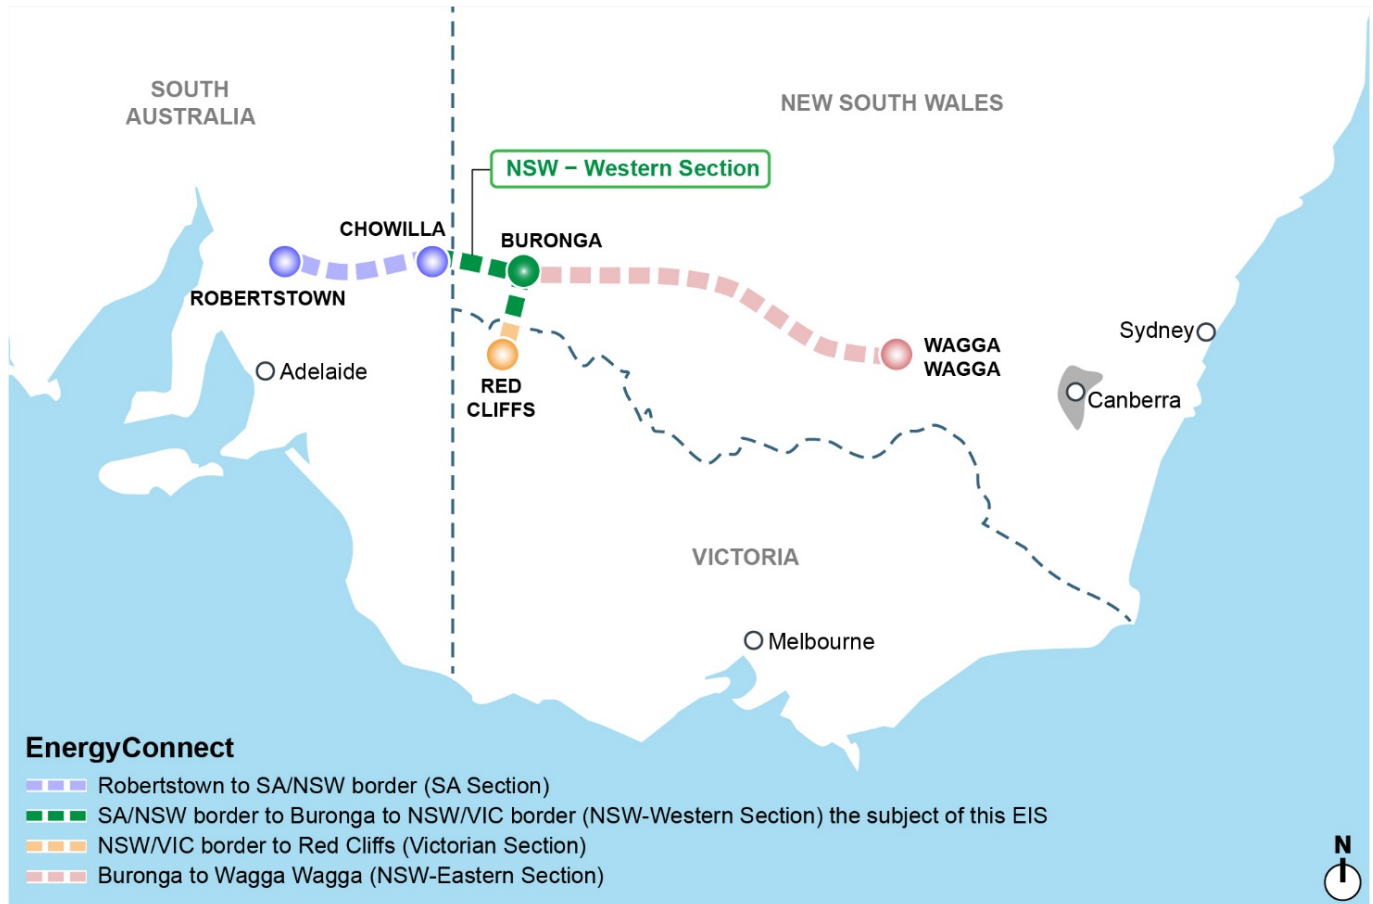 SOUTH
AUSTRALIA
NEW SOUTH WALES
NSW – Western Section
CHOWILLA
BURONGA
ROBERTSTOWN
Sydney
WAGGA
WAGGA
Adelaide
RED
CLIFFS
Canberra
VICTORIA
Melbourne
EnergyConnect
Robertstown to SA/NSW border (SA Section)
SA/NSW border to Buronga to NSW/VIC border (NSW-Western Section) the subject of this EIS
NSW/VIC border to Red Cliffs (Victorian Section)
Buronga to Wagga Wagga (NSW-Eastern Section)
N